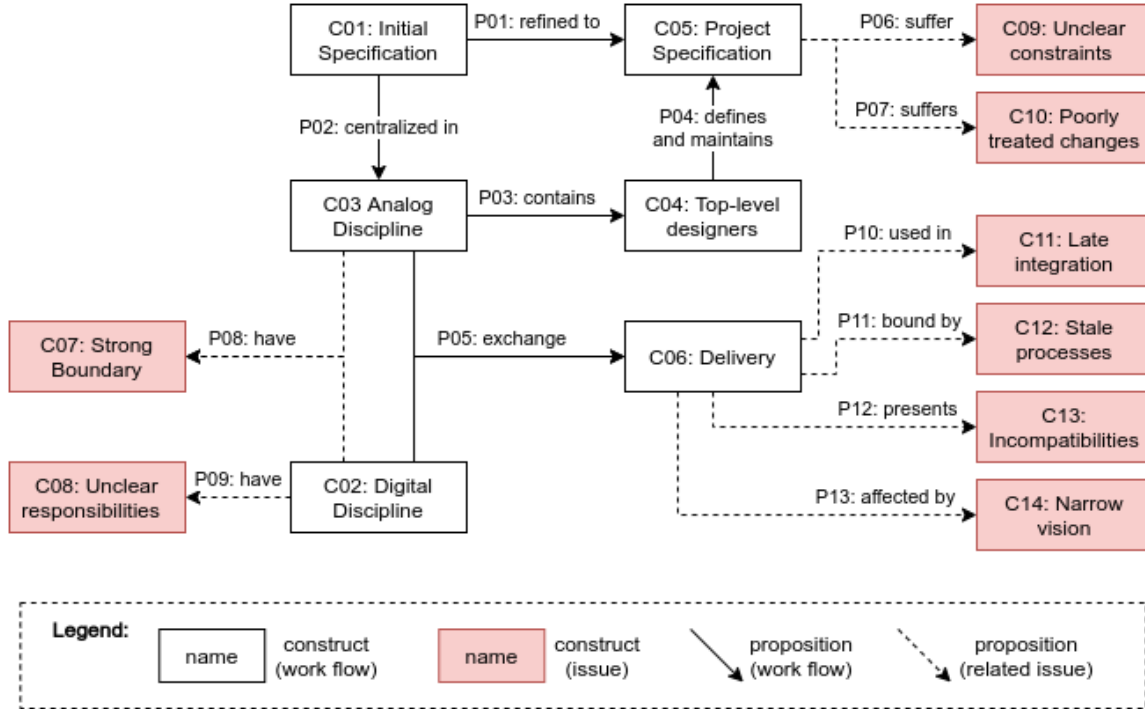 C01: Initial
Specification
P01: refined to
C05: Project
Specification
P06: suffer
C09: Unclear
constraints
P02: centralized in
P04: defines
and maintains
P07: suffers
C10: Poorly
treated changes
C03 Analog
Discipline
P03: contains
C04: Top-level
designers
P10: used in
C11: Late
integration
C07: Strong
Boundary
P08: have
P05: exchange
C06: Delivery
P11: bound by
C12: Stale
processes
P12: presents
C13:
Incompatibilities
C08: Unclear
responsibilities
P09: have
C02: Digital
Discipline
P13: affected by
C14: Narrow
vision
Legend:
name
construct
(work flow)
name
construct
(issue)
proposition
(work flow)
proposition
(related issue)